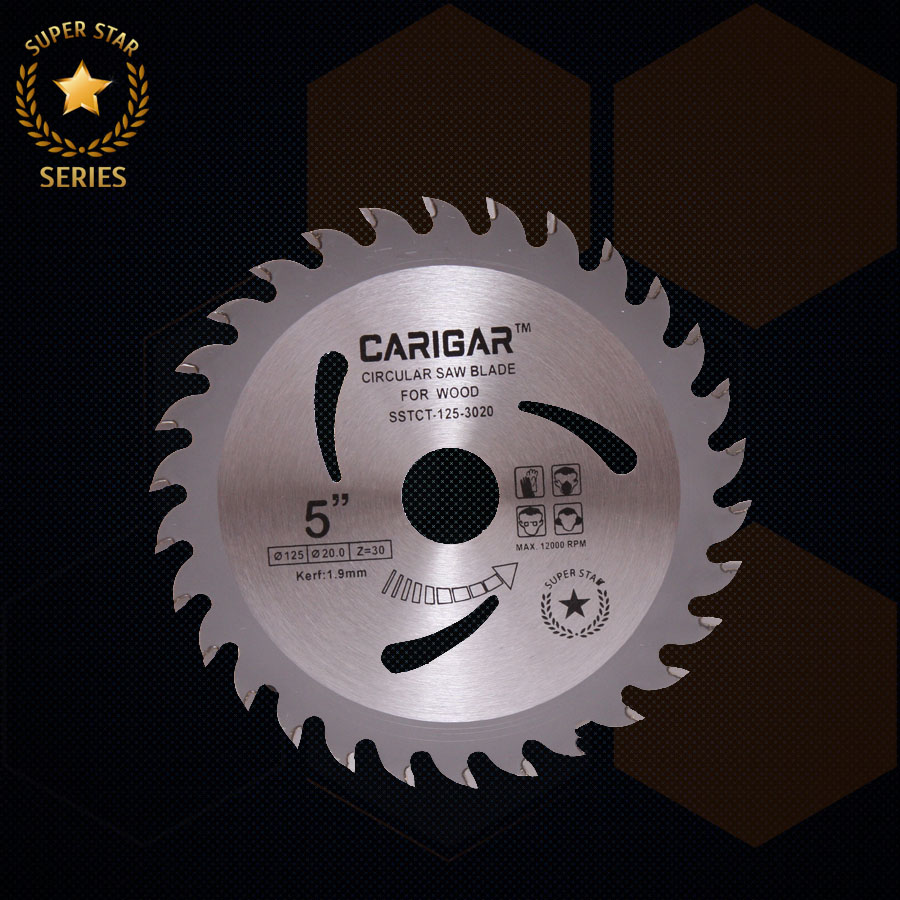 SUPER STAR
SERIES
CARIGAR™
CIRCULAR SAW BLADE
FOR WOOD
SSTCT-125-3020
5”
Ø125 Ø20.0 Z=30
Kerf:1.9mm
MAX. 12000 RPM
SUPER STAR